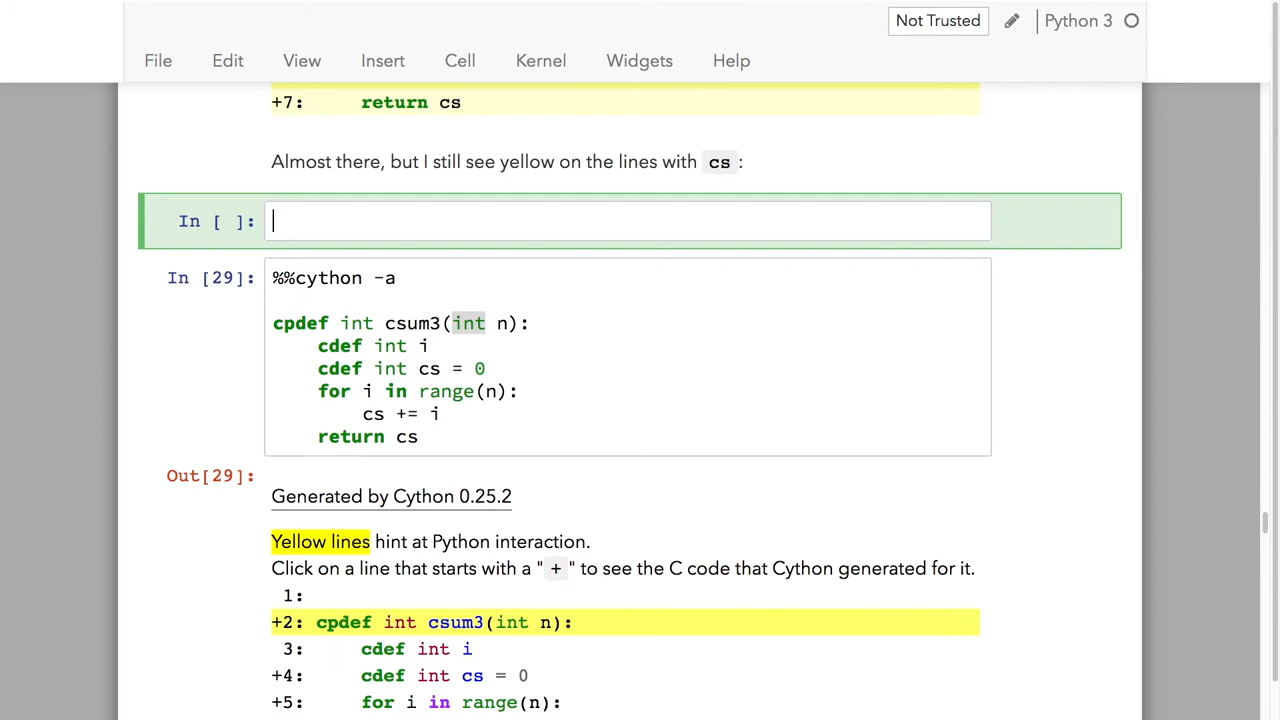 Not Trusted Python 3
File Edit View Insert Cell Kernel Widgets Help
+7: return cs
Almost there, but I still see yellow on the lines with cs :
In [ ]:
In [29]: %%cython -a
cpdef int csum3(int n):
cdef int i
cdef int cs = 0
for i in range(n):
cs += i
return cs
Out[29]:
Generated by Cython 0.25.2
Yellow lines hint at Python interaction.
Click on a line that starts with a " + " to see the C code that Cython generated for it.
1:
+2: cpdef int csum3(int n):
3: cdef int i
+4: cdef int cs = 0
+5: for i in range(n):